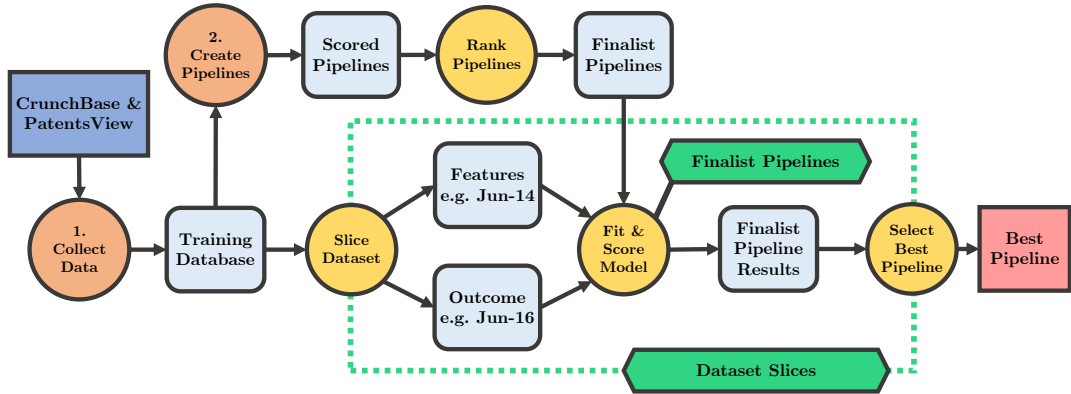 2.
Create
Pipelines
Scored
Pipelines
Rank
Pipelines
Finalist
Pipelines
CrunchBase &
PatentsView
Finalist Pipelines
Features
e.g. Jun-14
1.
Collect
Data
Training
Database
Slice
Dataset
Fit &
Score
Model
Finalist
Pipeline
Results
Select
Best
Pipeline
Best
Pipeline
Outcome
e.g. Jun-16
Dataset Slices